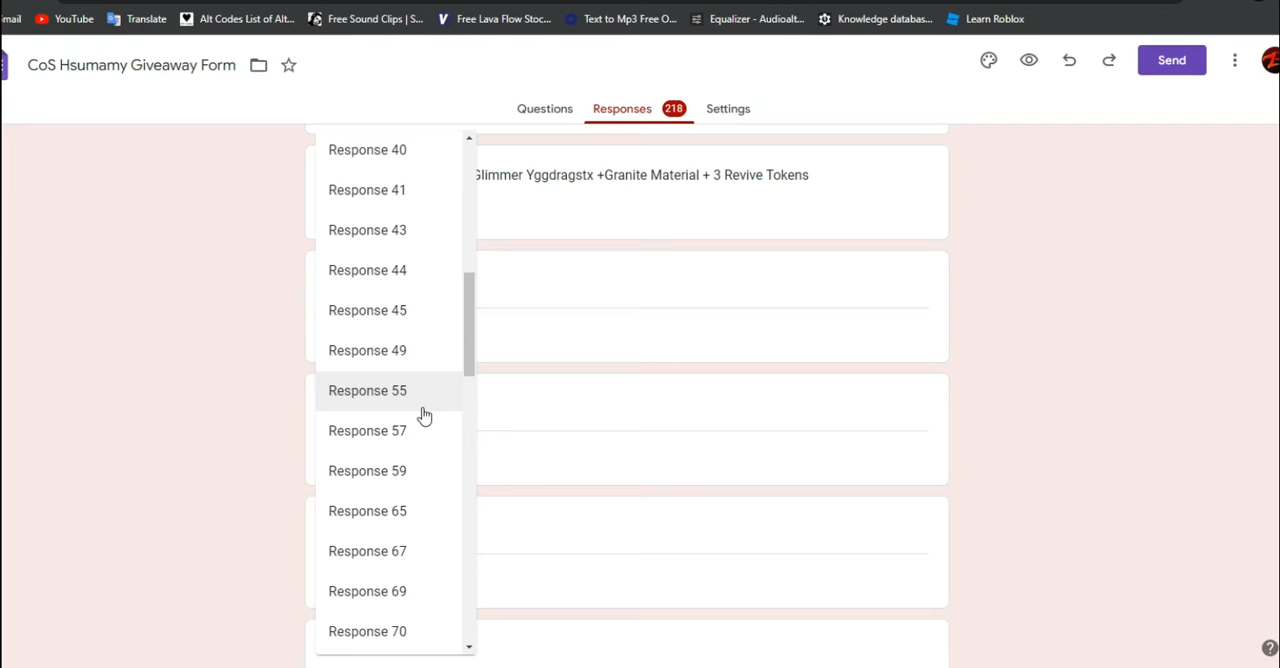 mail YouTube Translate Alt Codes List of Alt... Free Sound Clips | S... Free Lava Flow Stoc... Text to Mp3 Free O... Equalizer - Audioalt... Knowledge databas... Learn Roblox
CoS Hsumamy Giveaway Form
Send
Questions Responses 218 Settings
Response 40
Glimmer Yggdragstx +Granite Material + 3 Revive Tokens
Response 41
Response 43
Response 44
Response 45
Response 49
Response 55
Response 57
Response 59
Response 65
Response 67
Response 69
Response 70